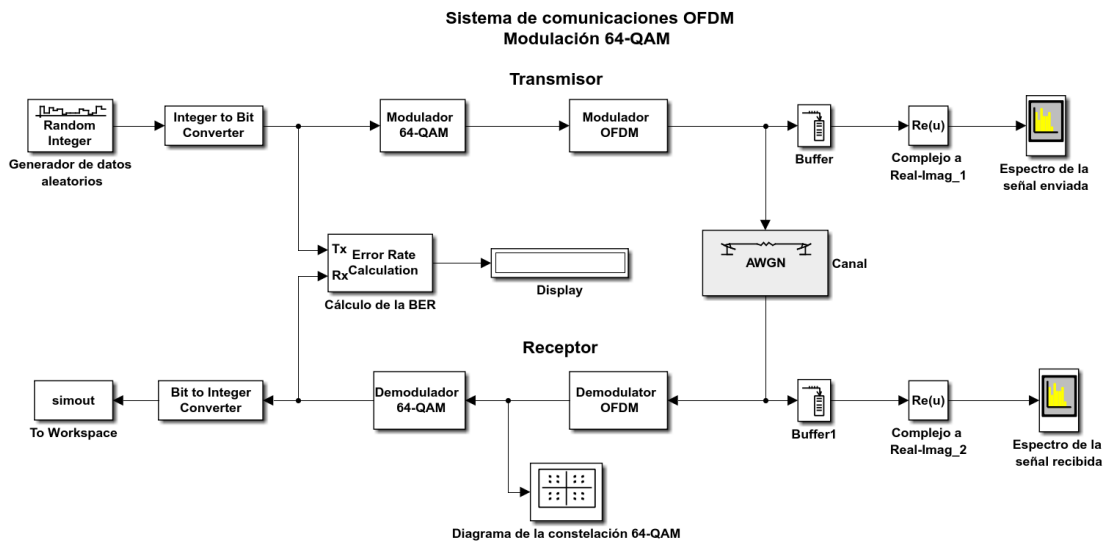 Sistema de comunicaciones OFDM
Modulación 64-QAM
Transmisor
Random
Integer
Generador de datos
aleatorios
Integer to Bit
Converter
Modulador
64-QAM
Modulador
OFDM
Buffer
Re(u)
Complejo a
Real-Imag_1
Espectro de la
señal enviada
Tx
Rx
Error Rate
Calculation
Cálculo de la BER
Display
AWGN
Canal
Receptor
simout
To Workspace
Bit to Integer
Converter
Demodulador
64-QAM
Demodulator
OFDM
Buffer1
Re(u)
Complejo a
Real-Imag_2
Espectro de la
señal recibida
Diagrama de la constelación 64-QAM